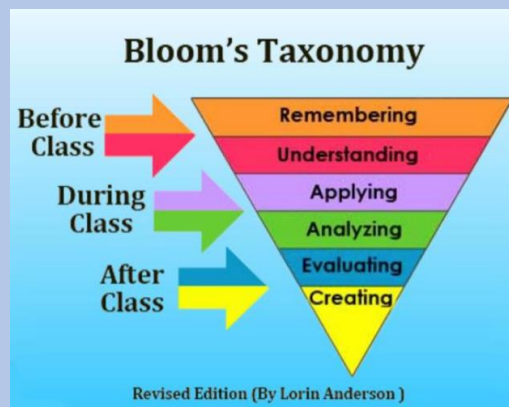 Bloom's Taxonomy
Before
Class
During
Class
After
Class
Remembering
Understanding
Applying
Analyzing
Evaluating
Creating
Revised Edition (By Lorin Anderson )